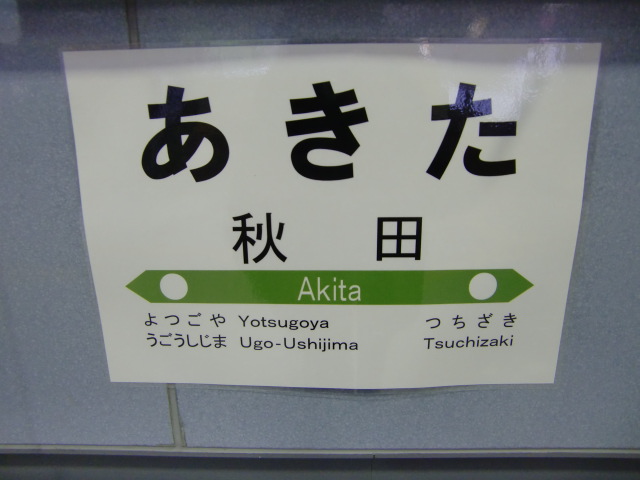 あきた
秋田
Akita
よつごや Yotsugoya つちざき
うごうしじま Ugo-Ushijima Tsuchizaki